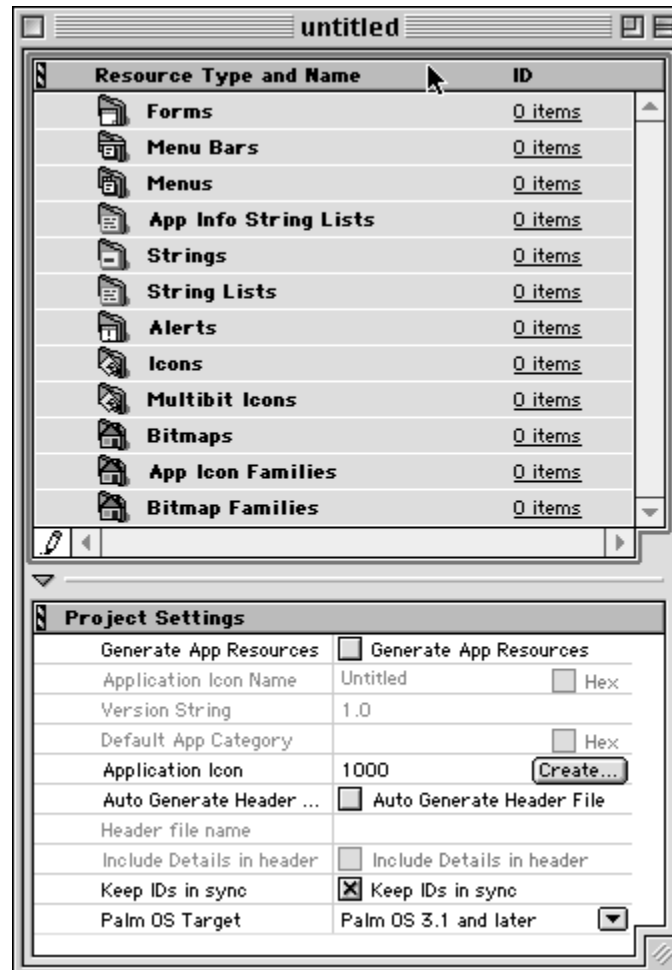 untitled
Resource Type and Name ID
Forms 0 items
Menu Bars 0 items
Menus 0 items
App Info String Lists 0 items
Strings 0 items
String Lists 0 items
Alerts 0 items
Icons 0 items
Multibit Icons 0 items
Bitmaps 0 items
App Icon Families 0 items
Bitmap Families 0 items
Project Settings
Generate App Resources Generate App Resources
Application Icon Name Untitled Hex
Version String 1.0
Default App Category Hex
Application Icon 1000 Create...
Auto Generate Header ... Auto Generate Header File
Header file name
Include Details in header Include Details in header
Keep IDs in sync Keep IDs in sync
Palm OS Target Palm OS 3.1 and later